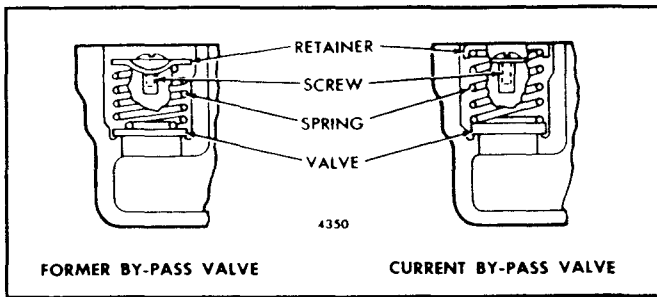 RETAINER
SCREW
SPRING
VALVE
4350
FORMER BY-PASS VALVE
CURRENT BY-PASS VALVE